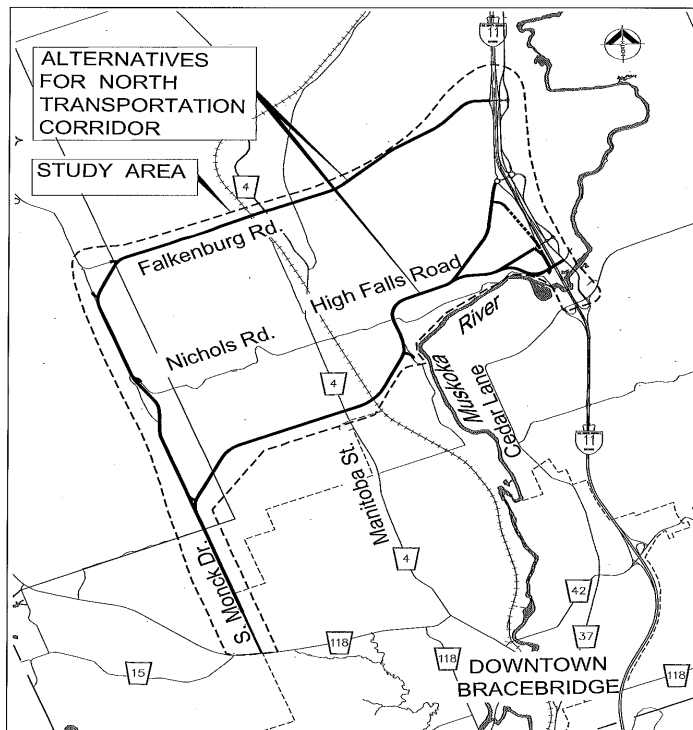 ALTERNATIVES
FOR NORTH
TRANSPORTATION
CORRIDOR
STUDY AREA
11
4
Falkenburg Rd.
High Falls Road
Nichols Rd.
River
Muskoka
Cedar Lane
4
11
Manitoba St.
4
S. Monck Dr.
42
37
118
15
118
118
DOWNTOWN
BRACEBRIDGE